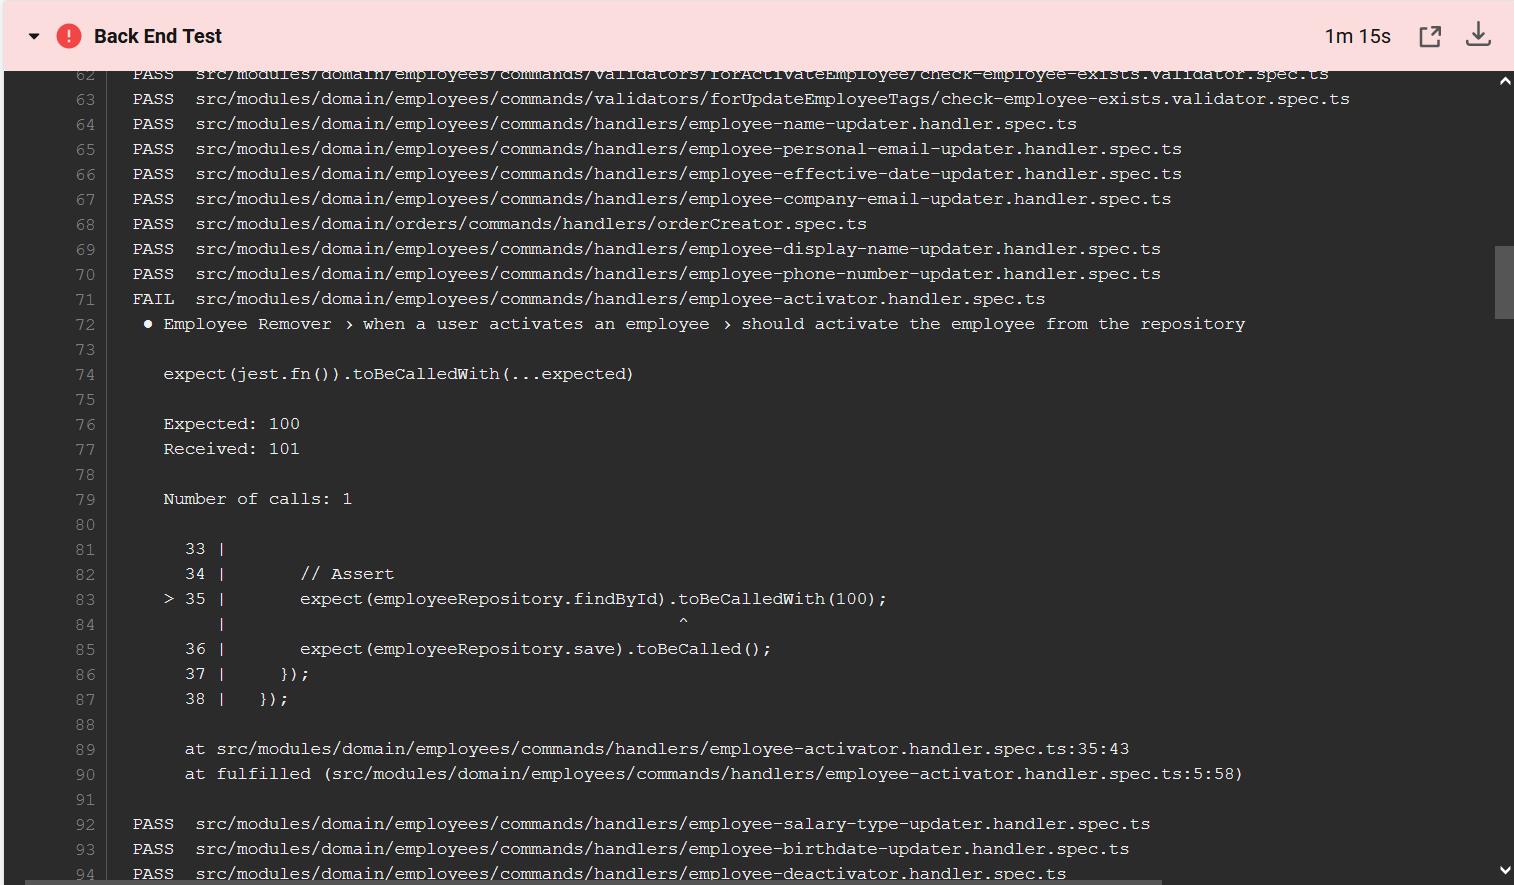 Back End Test 1m 15s
62 PASS src/modules/domain/employees/commands/validators/forActivateEmployee/check-employee-exists.validator.spec.ts
63 PASS src/modules/domain/employees/commands/validators/forUpdateEmployeeTags/check-employee-exists.validator.spec.ts
64 PASS src/modules/domain/employees/commands/handlers/employee-name-updater.handler.spec.ts
65 PASS src/modules/domain/employees/commands/handlers/employee-personal-email-updater.handler.spec.ts
66 PASS src/modules/domain/employees/commands/handlers/employee-effective-date-updater.handler.spec.ts
67 PASS src/modules/domain/employees/commands/handlers/employee-company-email-updater.handler.spec.ts
68 PASS src/modules/domain/orders/commands/handlers/orderCreator.spec.ts
69 PASS src/modules/domain/employees/commands/handlers/employee-display-name-updater.handler.spec.ts
70 PASS src/modules/domain/employees/commands/handlers/employee-phone-number-updater.handler.spec.ts
71 FAIL src/modules/domain/employees/commands/handlers/employee-activator.handler.spec.ts
72 ● Employee Remover › when a user activates an employee › should activate the employee from the repository
73
74 expect(jest.fn()).toBeCalledWith(...expected)
75
76 Expected: 100
77 Received: 101
78
79 Number of calls: 1
80
81 33 |
82 34 | // Assert
83 > 35 | expect(employeeRepository.findById).toBeCalledWith(100);
84 | ^
85 36 | expect(employeeRepository.save).toBeCalled();
86 37 | });
87 38 | });
88
89 at src/modules/domain/employees/commands/handlers/employee-activator.handler.spec.ts:35:43
90 at fulfilled (src/modules/domain/employees/commands/handlers/employee-activator.handler.spec.ts:5:58)
91
92 PASS src/modules/domain/employees/commands/handlers/employee-salary-type-updater.handler.spec.ts
93 PASS src/modules/domain/employees/commands/handlers/employee-birthdate-updater.handler.spec.ts
94 PASS src/modules/domain/employees/commands/handlers/employee-deactivator.handler.spec.ts